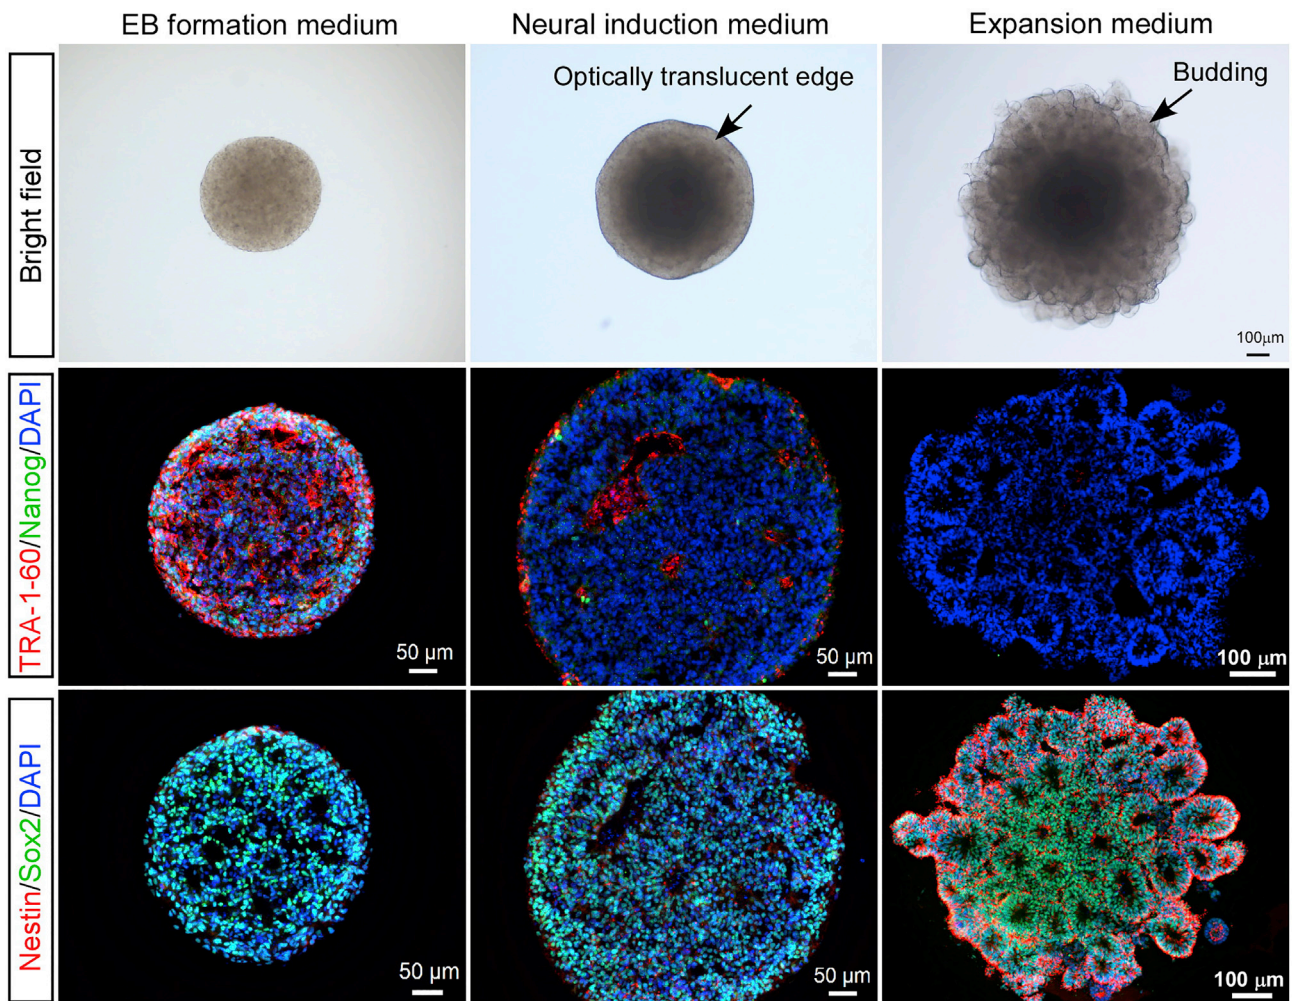 EB formation medium
Neural induction medium
Expansion medium
Bright field
Optically translucent edge
Budding
100μm
TRA-1-60/Nanog/DAPI
50 μm
50 μm
100 μm
Nestin/Sox2/DAPI
50 μm
50 μm
100 μm